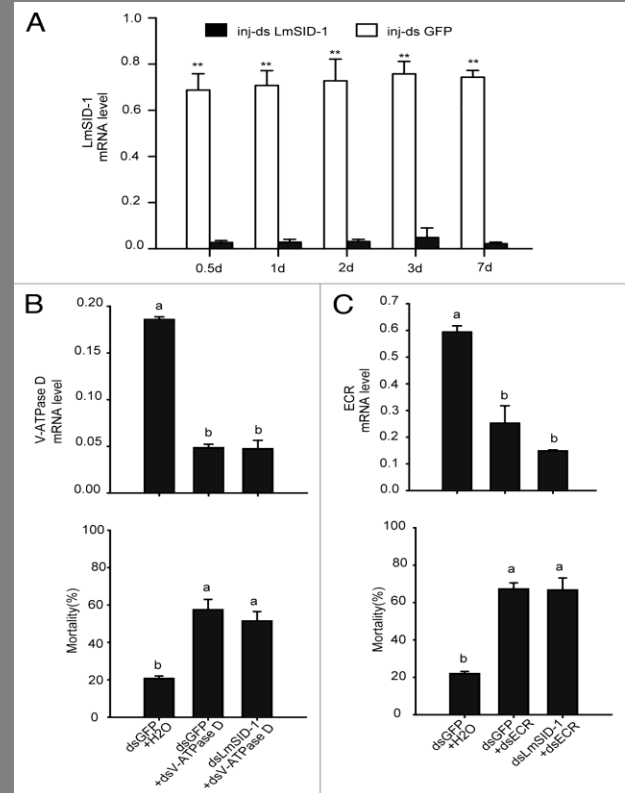 A
inj-ds LmSID-1
inj-ds GFP
LmSID-1
mRNA level
1.0
0.8
0.6
0.4
0.2
0.0
**
**
**
**
**
0.5d
1d
2d
3d
7d
B
V-ATPase D
mRNA level
0.20
0.15
0.10
0.05
0.00
a
b
b
Mortality(%)
100
80
60
40
20
0
b
a
a
dsGFP
+H2O
dsGFP
+dsV-ATPase D
dsLmSID-1
+dsV-ATPase D
C
ECR
mRNA level
0.7
0.6
0.5
0.4
0.3
0.2
0.1
0.0
a
b
b
Mortality(%)
100
80
60
40
20
0
b
a
a
dsGFP
+H2O
dsGFP
+dsECR
dsLmSID-1
+dsECR